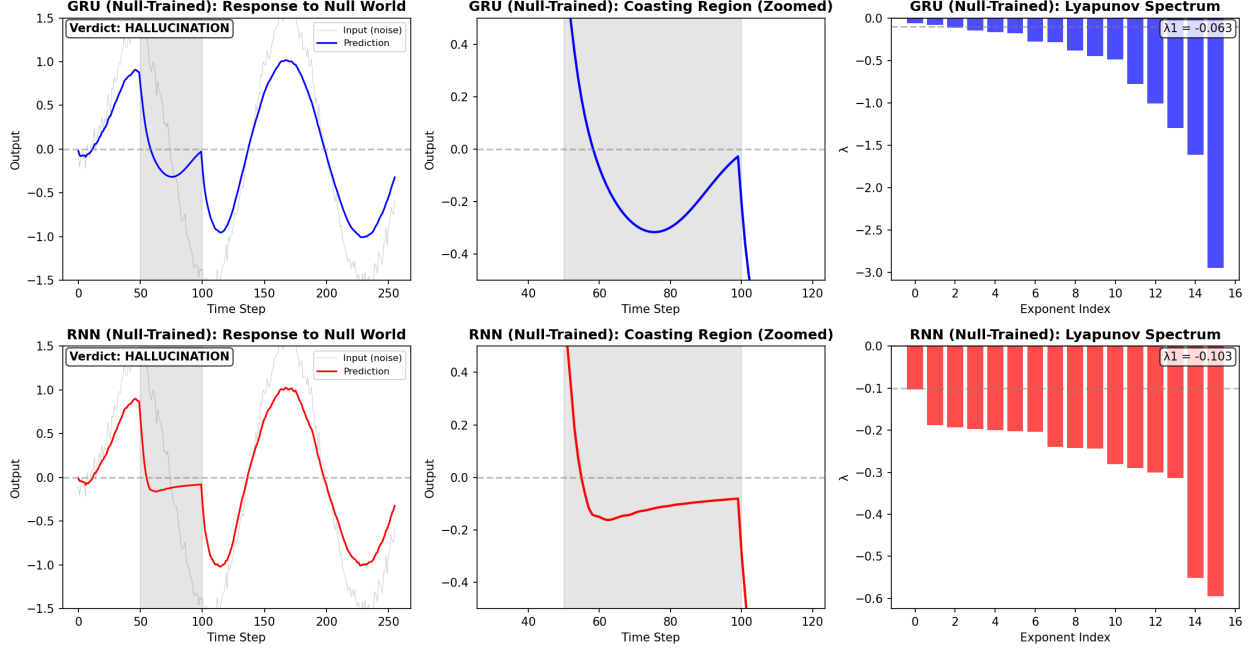 GRU (Null-Trained): Response to Null World
Verdict: HALLUCINATION
Input (noise)
Prediction
1.5
1.0
0.5
0.0
−0.5
−1.0
−1.5
Output
0 50 100 150 200 250
Time Step
GRU (Null-Trained): Coasting Region (Zoomed)
0.4
0.2
0.0
−0.2
−0.4
Output
40 60 80 100 120
Time Step
GRU (Null-Trained): Lyapunov Spectrum
λ1 = -0.063
0.0
−0.5
−1.0
−1.5
−2.0
−2.5
−3.0
λ
0 2 4 6 8 10 12 14 16
Exponent Index
RNN (Null-Trained): Response to Null World
Verdict: HALLUCINATION
Input (noise)
Prediction
1.5
1.0
0.5
0.0
−0.5
−1.0
−1.5
Output
0 50 100 150 200 250
Time Step
RNN (Null-Trained): Coasting Region (Zoomed)
0.4
0.2
0.0
−0.2
−0.4
Output
40 60 80 100 120
Time Step
RNN (Null-Trained): Lyapunov Spectrum
λ1 = -0.103
0.0
−0.1
−0.2
−0.3
−0.4
−0.5
−0.6
λ
0 2 4 6 8 10 12 14 16
Exponent Index